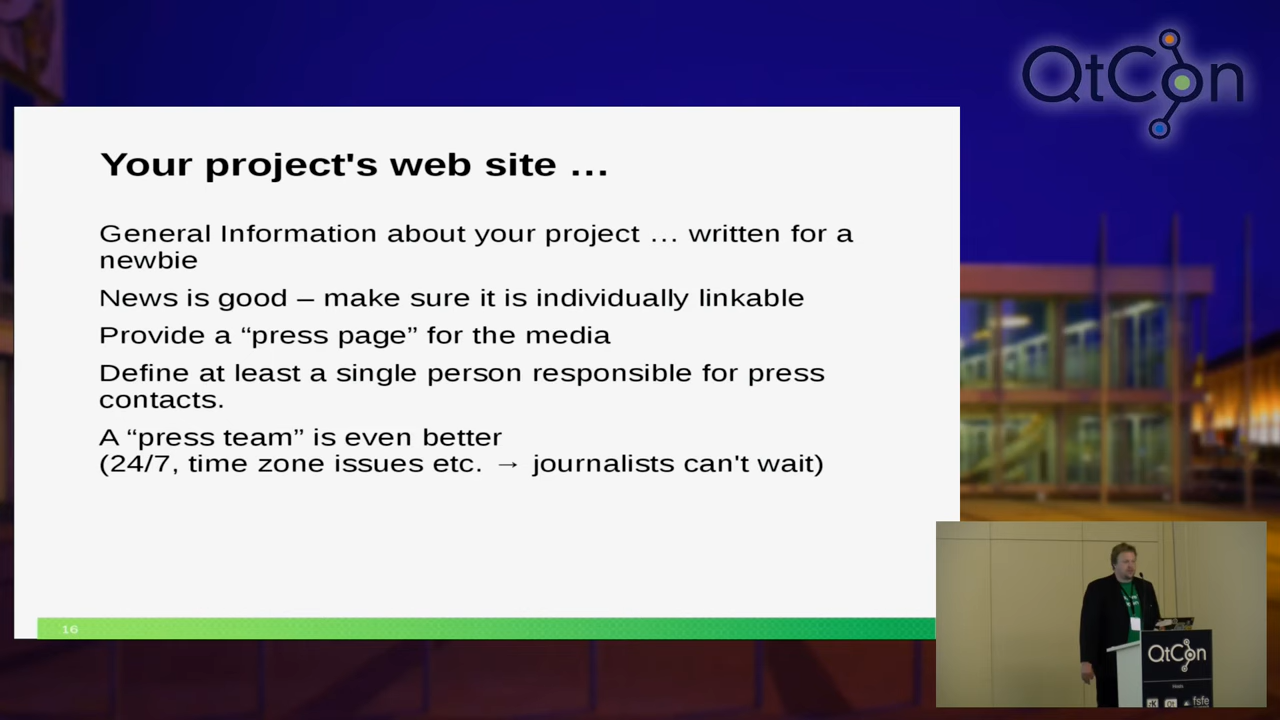 QtCon
Your project's web site …
General Information about your project … written for a
newbie
News is good – make sure it is individually linkable
Provide a “press page” for the media
Define at least a single person responsible for press
contacts.
A “press team” is even better
(24/7, time zone issues etc. → journalists can't wait)
16
QtCon
fsfe